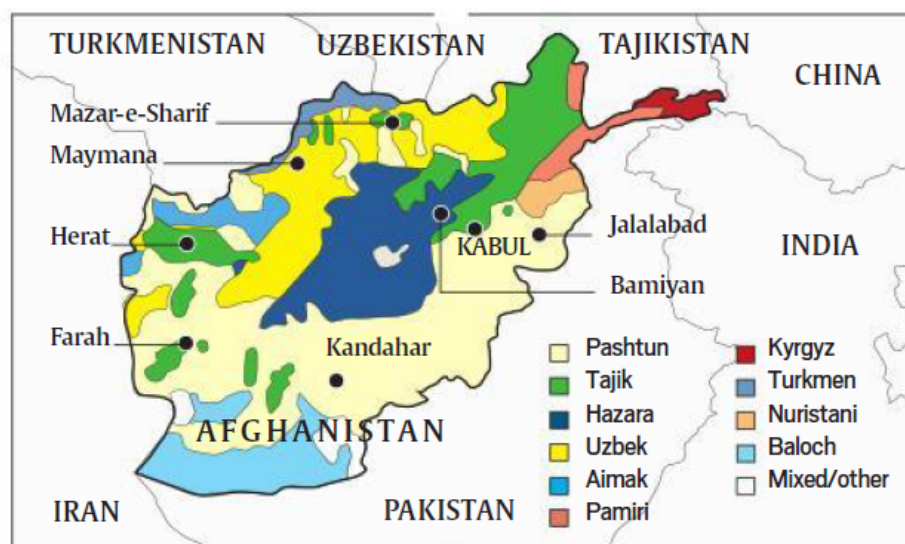 TURKMENISTAN
UZBEKISTAN
TAJIKISTAN
CHINA
Mazar-e-Sharif
Maymana
Herat
KABUL
Jalalabad
INDIA
Bamiyan
Farah
Kandahar
AFGHANISTAN
IRAN
PAKISTAN
Pashtun
Tajik
Hazara
Uzbek
Aimak
Pamiri
Kyrgyz
Turkmen
Nuristani
Baloch
Mixed/other